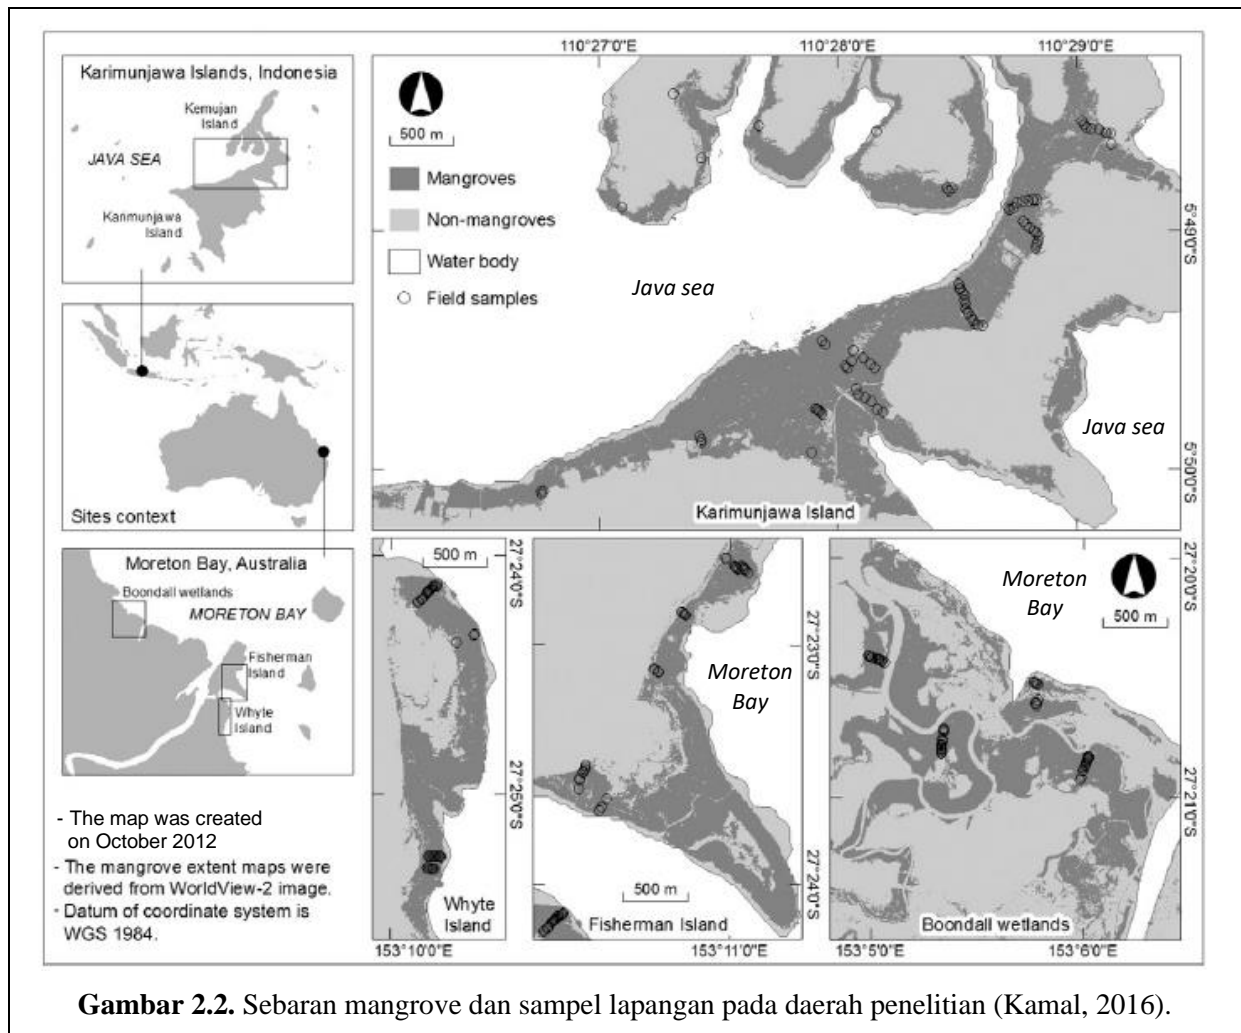 Karimunjawa Islands, Indonesia
Kemujan
Island
JAVA SEA
Karimunjawa
Island
Sites context
Moreton Bay, Australia
Boondall wetlands
MORETON BAY
Fisherman
Island
Whyte
Island
- The map was created
on October 2012
- The mangrove extent maps were
derived from WorldView-2 image.
- Datum of coordinate system is
WGS 1984.
110°27'0"E
110°28'0"E
110°29'0"E
500 m
Mangroves
Non-mangroves
Water body
Field samples
Java sea
Java sea
5°49'0"S
5°50'0"S
Karimunjawa Island
500 m
27°24'0"S
27°25'0"S
Whyte
Island
153°10'0"E
Moreton
Bay
27°23'0"S
27°24'0"S
500 m
Fisherman Island
153°11'0"E
Moreton
Bay
500 m
27°20'0"S
27°21'0"S
Boondall wetlands
153°5'0"E
153°6'0"E
Gambar 2.2. Sebaran mangrove dan sampel lapangan pada daerah penelitian (Kamal, 2016).